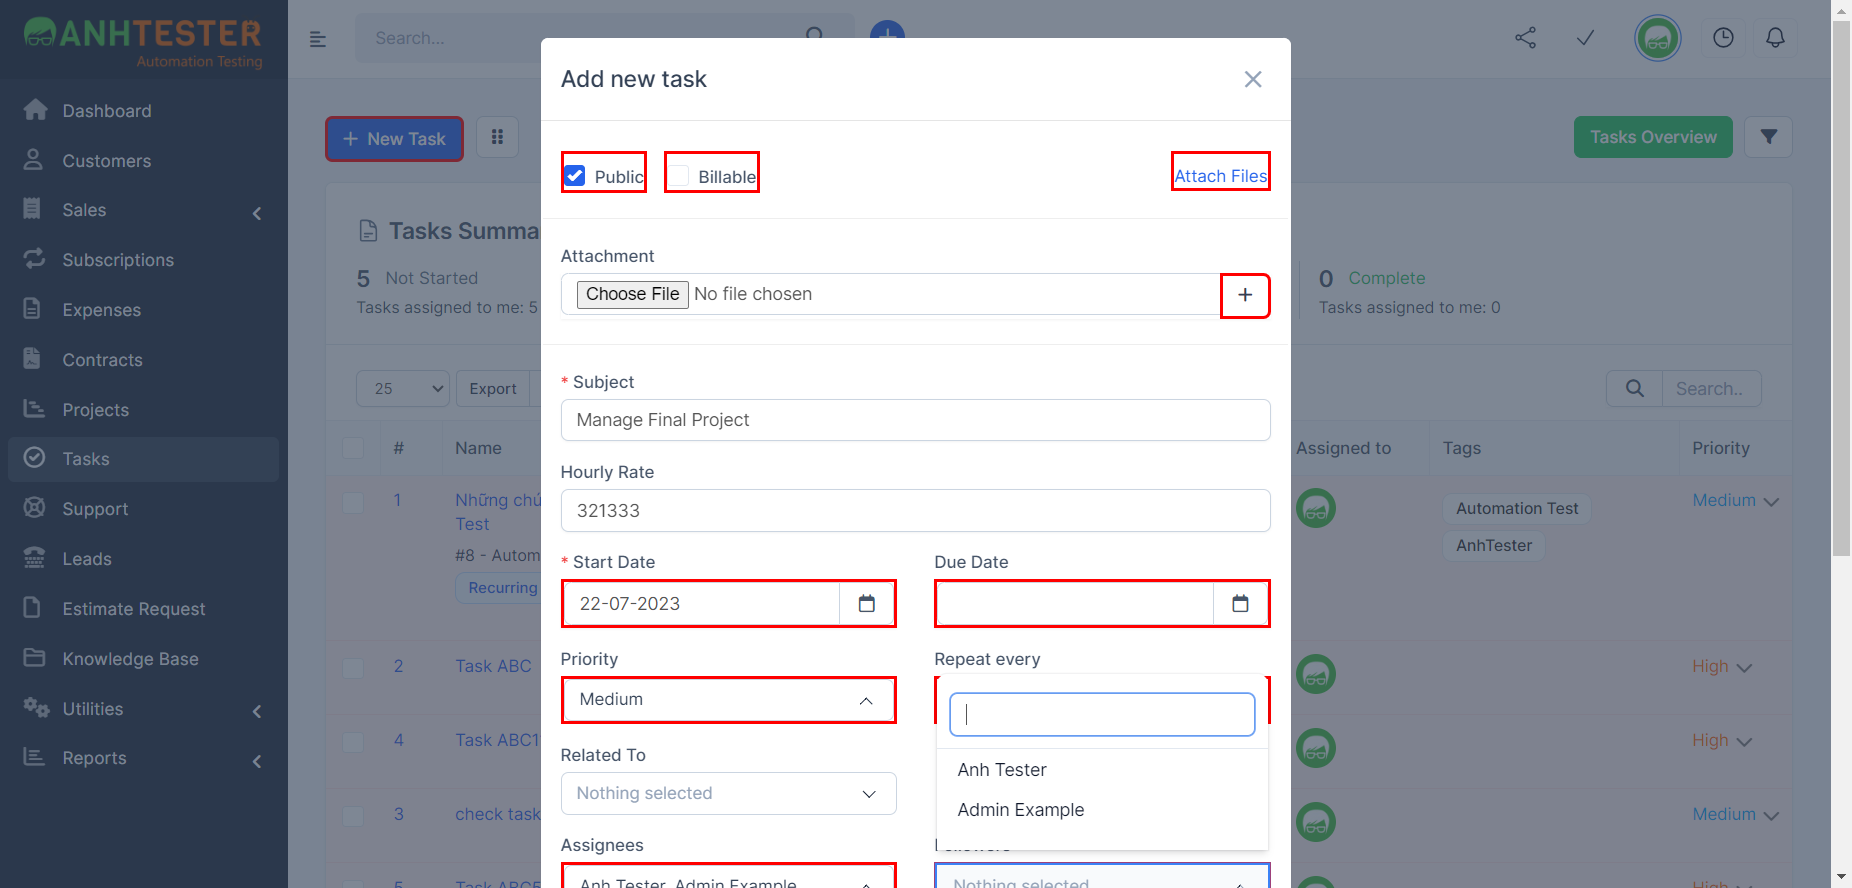 ANHTESTER
Automation Testing
Dashboard
Customers
Sales
Subscriptions
Expenses
Contracts
Projects
Tasks
Support
Leads
Estimate Request
Knowledge Base
Utilities
Reports
Search...
New Task
Tasks Overview
Tasks Summa
5 Not Started
Tasks assigned to me: 5
0 Complete
Tasks assigned to me: 0
25
Export
Search..
# Name
Assigned to
Tags
Priority
1
Những
Test
#8 - Autom
Recurring
Automation Test
AnhTester
Medium
2 Task ABC
High
4 Task ABC1
High
3 check task
Medium
Add new task
Public
Billable
Attach Files
Attachment
Choose File No file chosen
* Subject
Manage Final Project
Hourly Rate
321333
* Start Date
22-07-2023
Due Date
Priority
Medium
Repeat every
Anh Tester
Admin Example
Related To
Nothing selected
Assignees
Anh Tester, Admin Example
Nothing selected